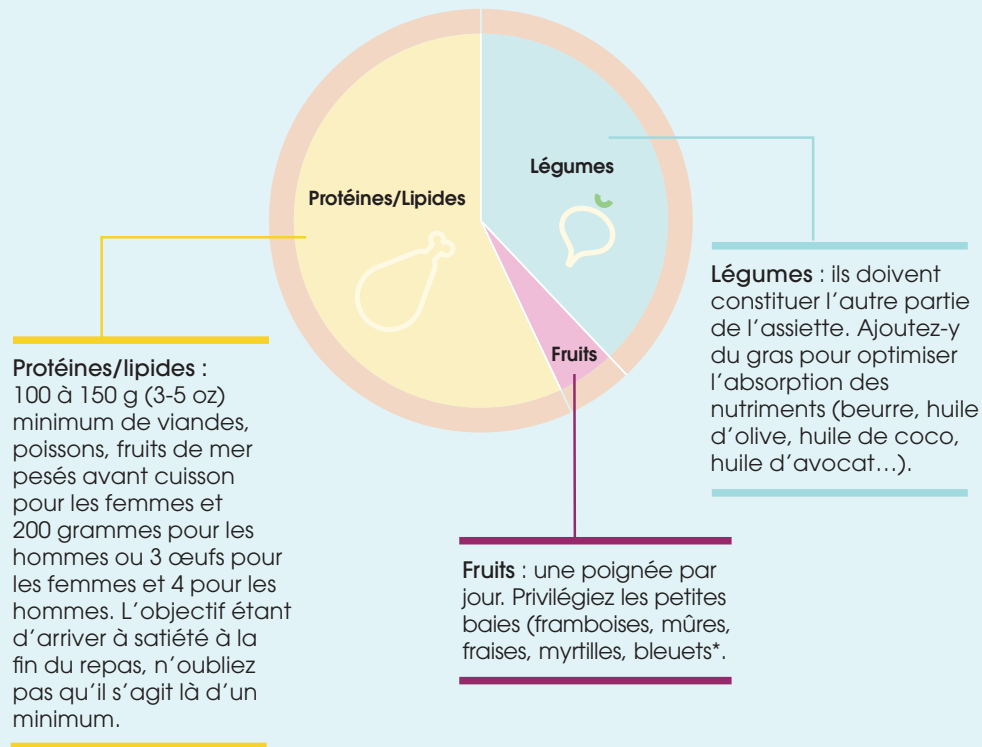 Légumes
Protéines/Lipides
Fruits
Protéines/lipides :
100 à 150 g (3-5 oz)
minimum de viandes,
poissons, fruits de mer
pesés avant cuisson
pour les femmes et
200 grammes pour les
hommes ou 3 œufs pour
les femmes et 4 pour les
hommes. L’objectif étant
d’arriver à satiété à la
fin du repas, n’oubliez
pas qu’il s’agit là d’un
minimum.
Fruits : une poignée par
jour. Privilégiez les petites
baies (framboises, mûres,
fraises, myrtilles, bleuets*.
Légumes : ils doivent
constituer l’autre partie
de l’assiette. Ajoutez-y
du gras pour optimiser
l’absorption des
nutriments (beurre, huile
d’olive, huile de coco,
huile d’avocat…).